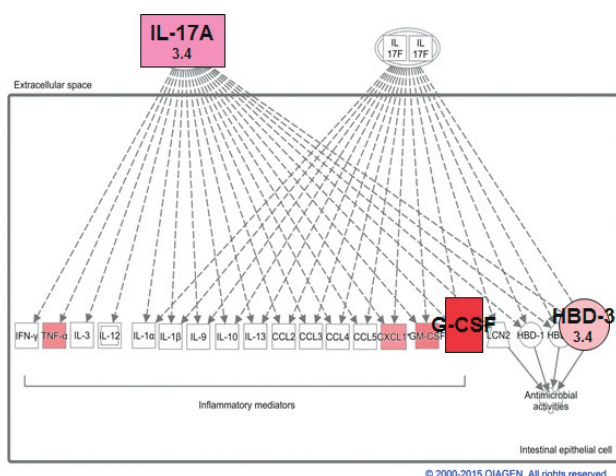 IL-17A
3.4
IL
17F
IL
17F
Extracellular space
IFN-γ
TNF-α
IL-3
IL-12
IL-1α
IL-1β
IL-9
IL-10
IL-13
CCL2
CCL3
CCL4
CCL5
CXCL1*
GM-CSF
G-CSF
LCN2
HBD-1
HBD-3
3.4
Inflammatory mediators
Antimicrobial
activities
Intestinal epithelial cell
© 2000-2015 QIAGEN. All rights reserved.